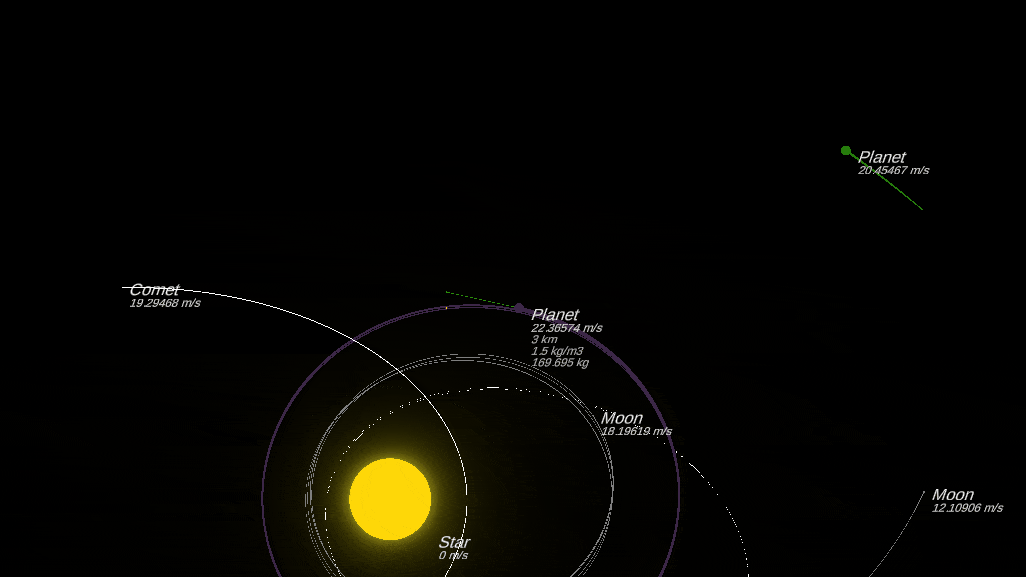 Planet
20.45467 m/s
Comet
19.29468 m/s
Planet
22.36574 m/s
3 km
1.5 kg/m3
169.695 kg
Moon
18.19619 m/s
Moon
12.10906 m/s
Star
0 m/s